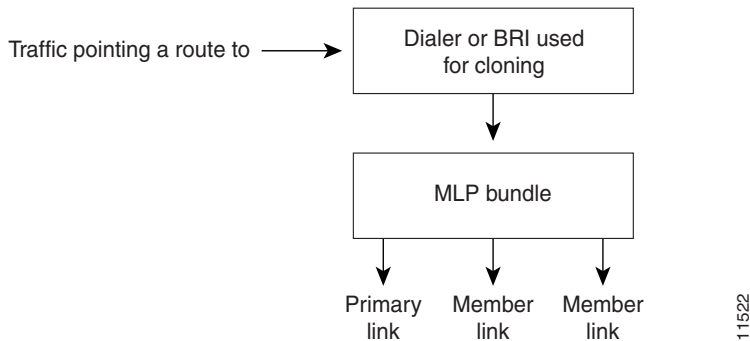 Traffic pointing a route to
Dialer or BRI used
for cloning
MLP bundle
Primary
link
Member
link
Member
link
11522